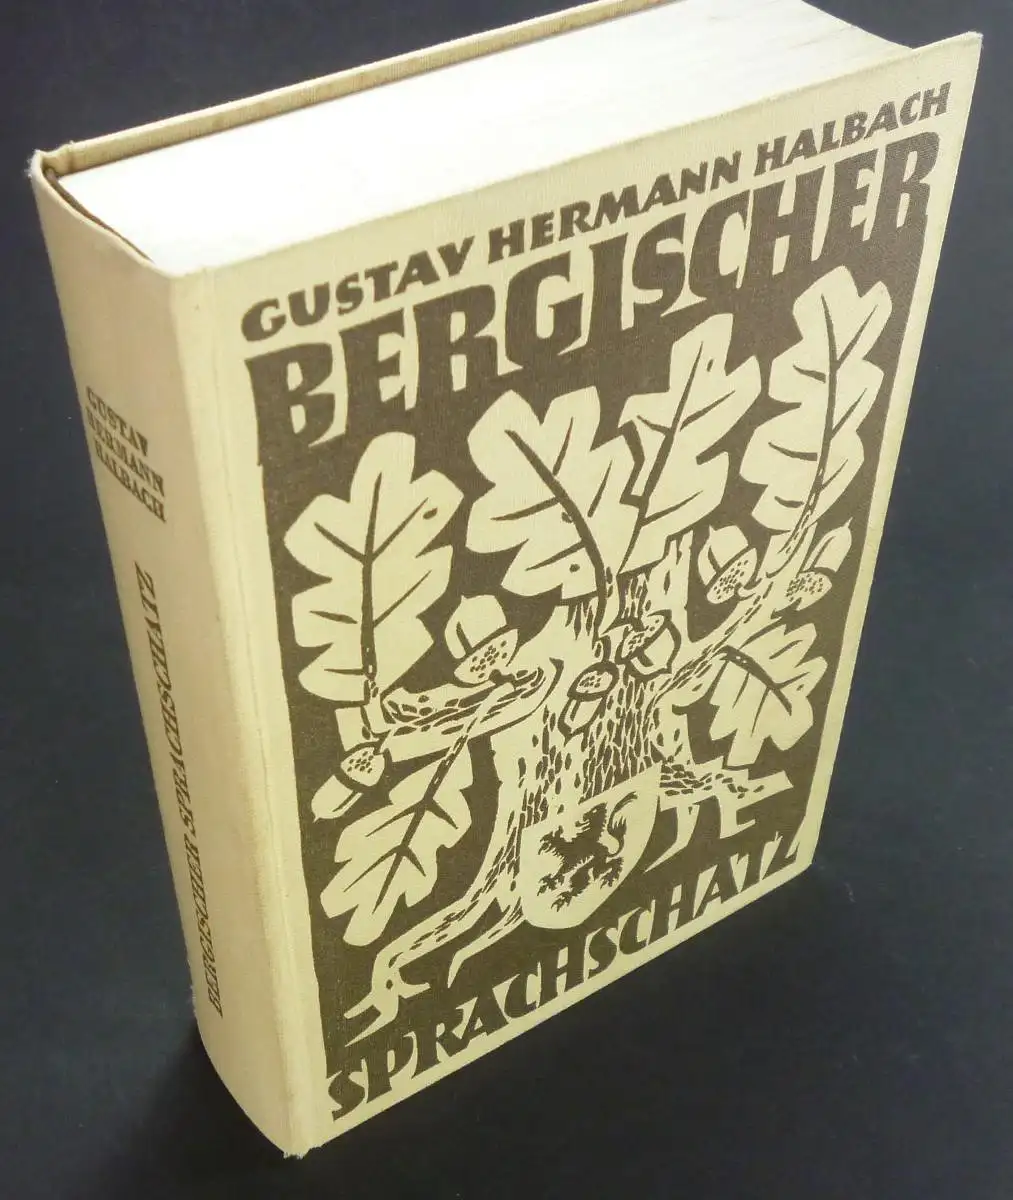 GUSTAV HERMANN HALBACH
BERGISCHER
SPRACHSCHATZ
GUSTAV
HERMANN
HALBACH
BERGISCHER SPRACHSCHATZ